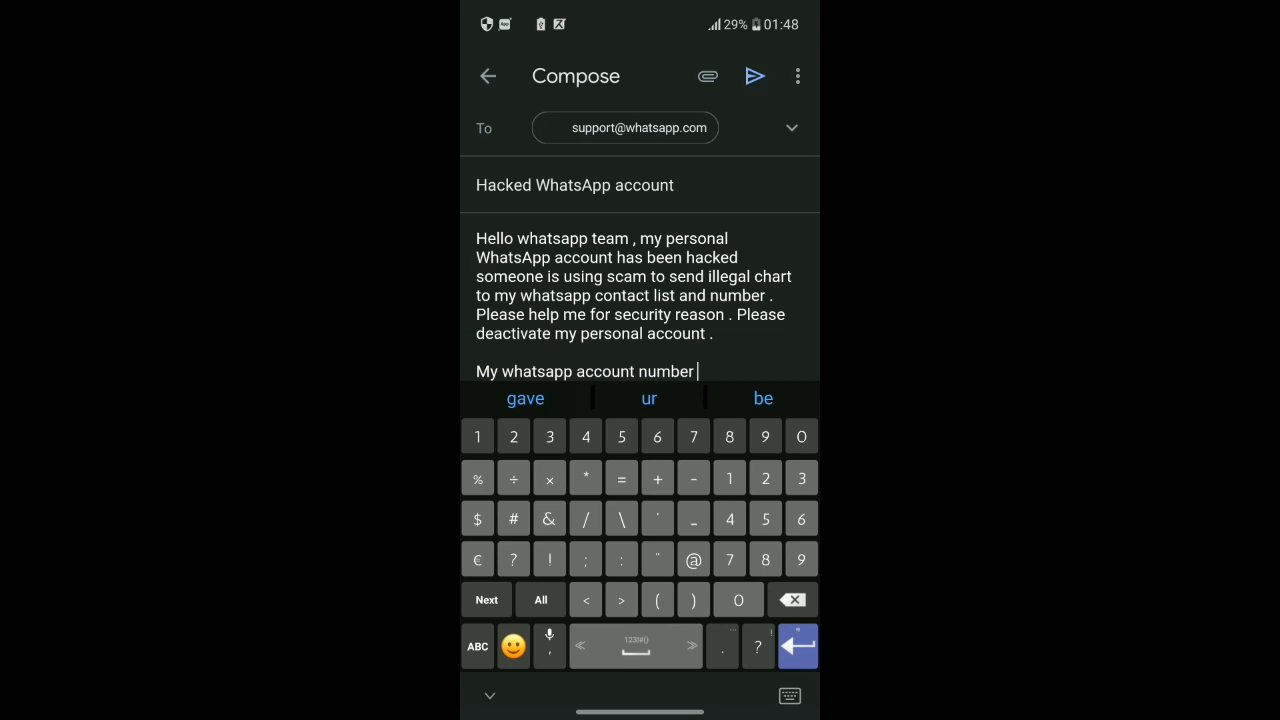 29% 01:48
Compose
To support@whatsapp.com
Hacked WhatsApp account
Hello whatsapp team , my personal
WhatsApp account has been hacked
someone is using scam to send illegal chart
to my whatsapp contact list and number .
Please help me for security reason . Please
deactivate my personal account .
My whatsapp account number
gave ur be
1 2 3 4 5 6 7 8 9 0
% ÷ × * = + - 1 2 3
$ # & / \ ' _ 4 5 6
€ ? ! ; : " @ 7 8 9
Next All < > ( ) 0
ABC , 123!#() . ?